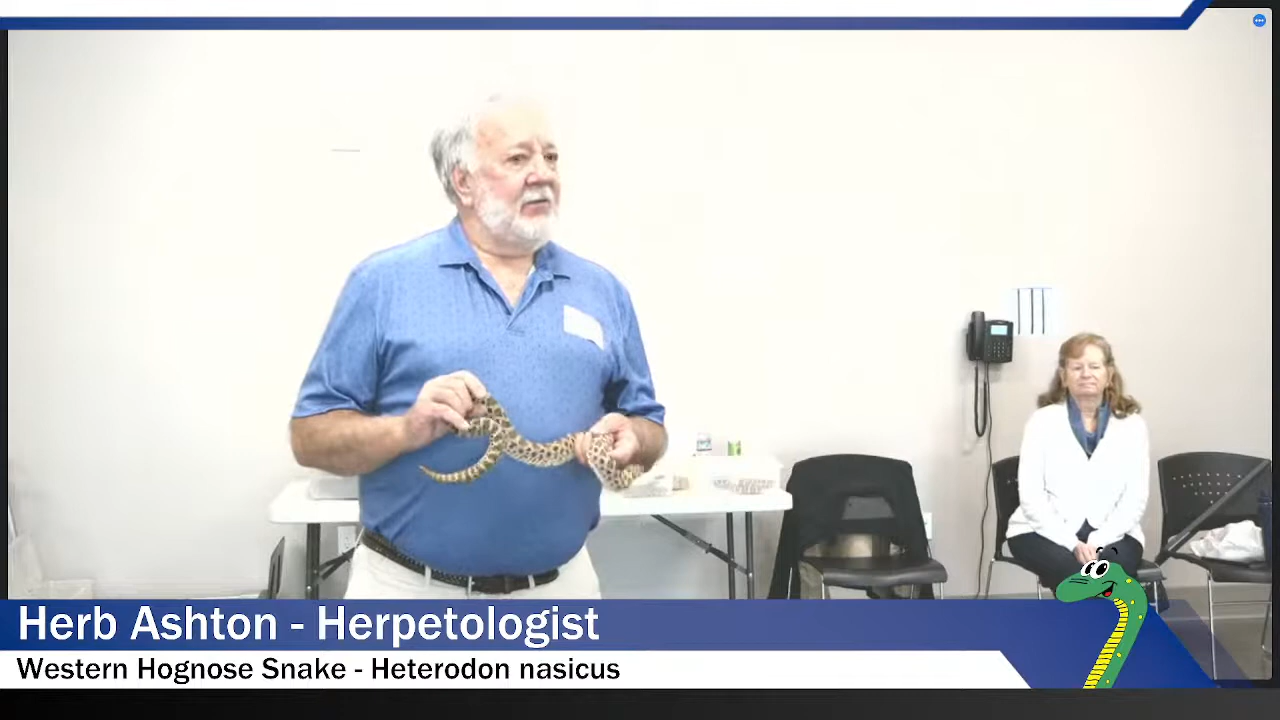 Herb Ashton - Herpetologist
Western Hognose Snake - Heterodon nasicus